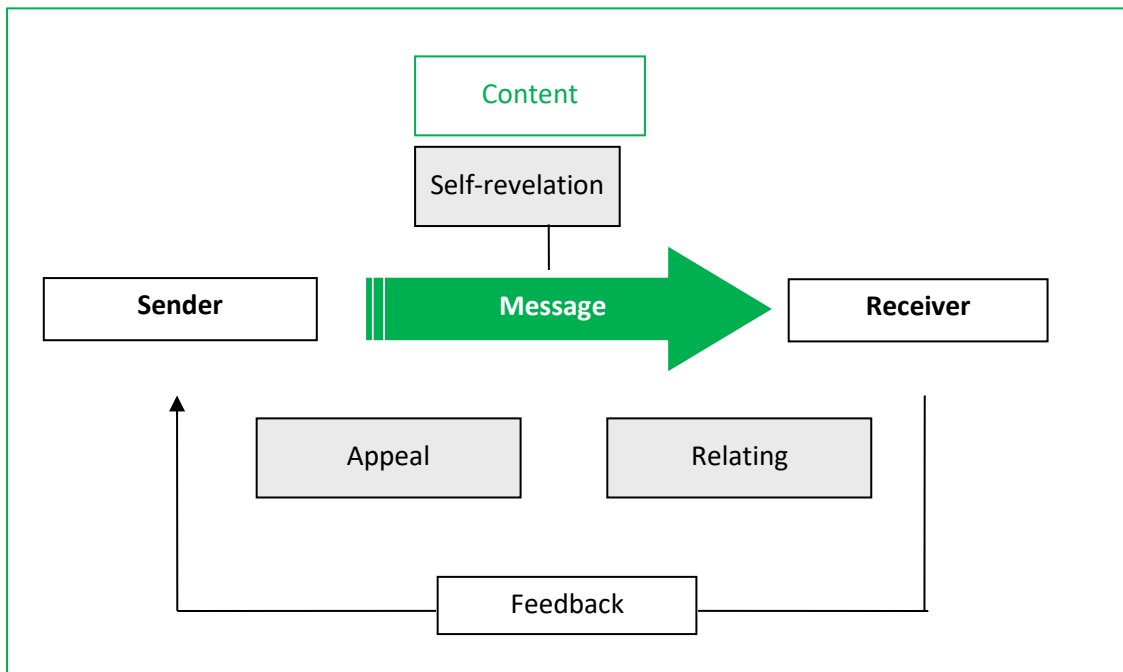 Content
Self-revelation
Sender
Message
Receiver
Appeal
Relating
Feedback